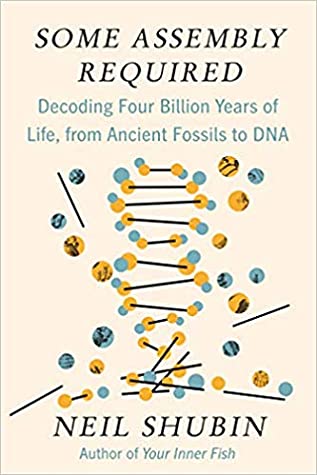 SOME ASSEMBLY
REQUIRED
Decoding Four Billion Years of
Life, from Ancient Fossils to DNA
NEIL SHUBIN
Author of Your Inner Fish